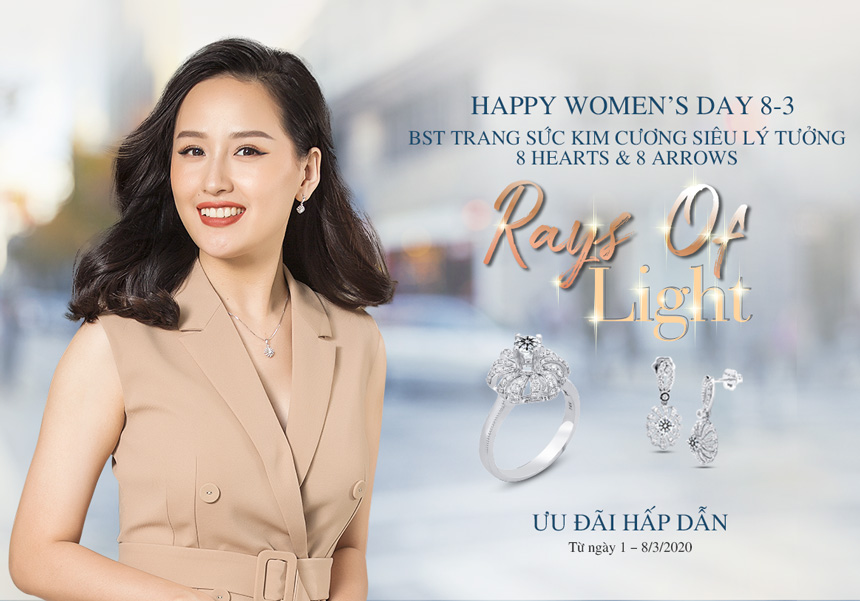 HAPPY WOMEN’S DAY 8-3
BST TRANG SỨC KIM CƯƠNG SIÊU LÝ TƯỞNG
8 HEARTS & 8 ARROWS
Rays Of
Light
ƯU ĐÃI HẤP DẪN
Từ ngày 1 – 8/3/2020